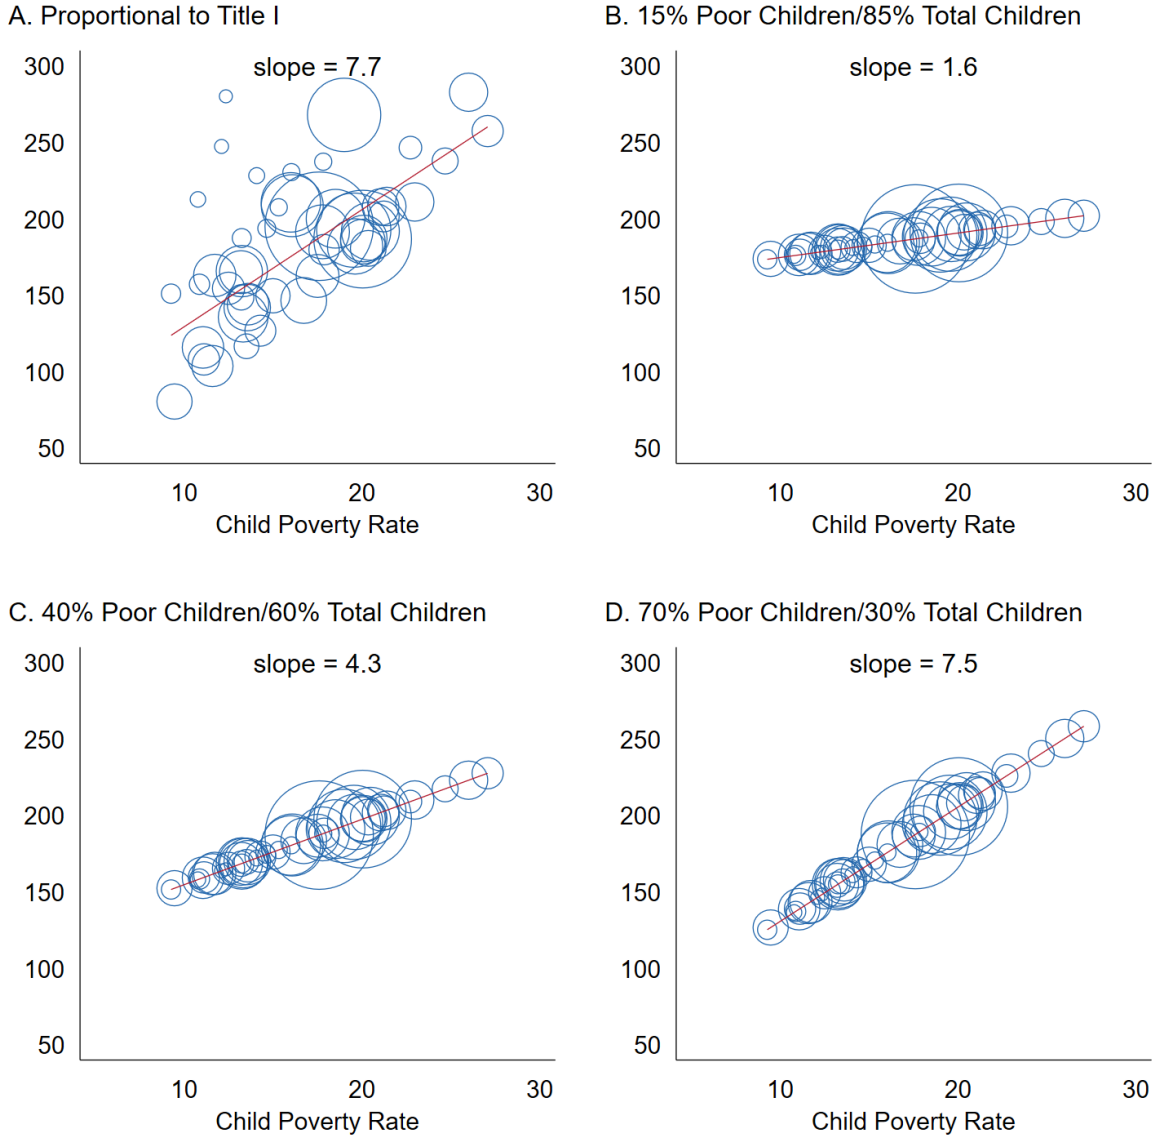 A. Proportional to Title I
slope = 7.7
300
250
200
150
100
50
10 20 30
Child Poverty Rate
B. 15% Poor Children/85% Total Children
slope = 1.6
300
250
200
150
100
50
10 20 30
Child Poverty Rate
C. 40% Poor Children/60% Total Children
slope = 4.3
300
250
200
150
100
50
10 20 30
Child Poverty Rate
D. 70% Poor Children/30% Total Children
slope = 7.5
300
250
200
150
100
50
10 20 30
Child Poverty Rate